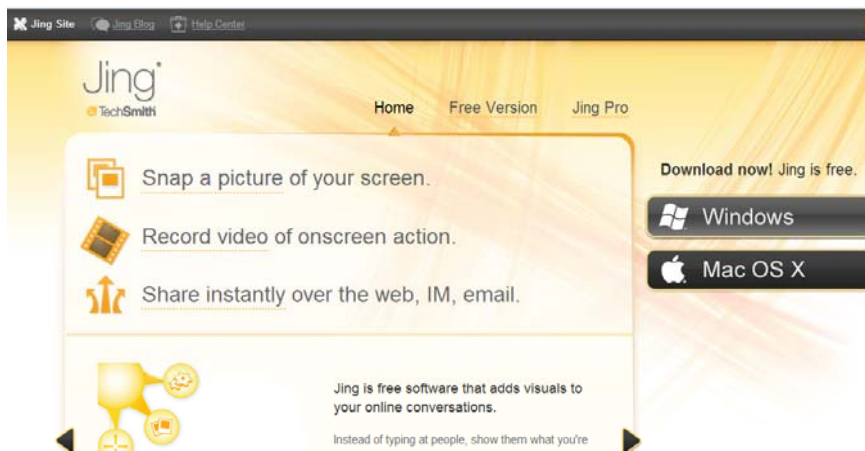 Jing Site Jing Blog Help Center
Jing
TechSmith
Home Free Version Jing Pro
Snap a picture of your screen.
Record video of onscreen action.
Share instantly over the web, IM, email.
Download now! Jing is free.
Windows
Mac OS X
Jing is free software that adds visuals to
your online conversations.
Instead of typing at people, show them what you're